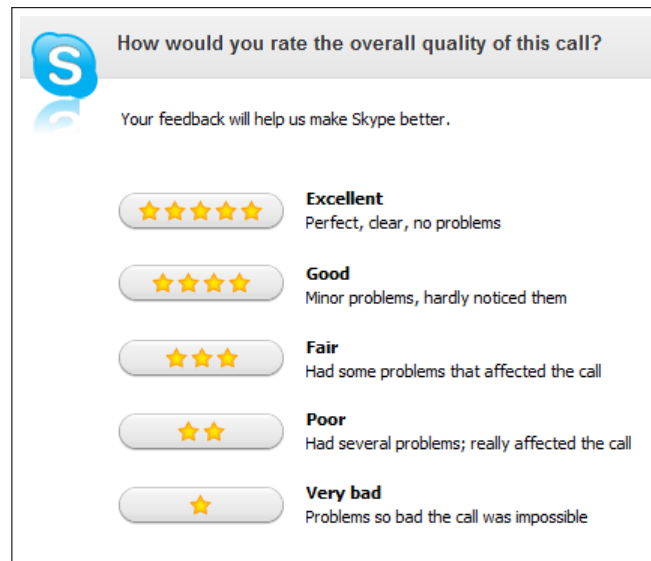 S
How would you rate the overall quality of this call?
Your feedback will help us make Skype better.
Excellent
Perfect, clear, no problems
Good
Minor problems, hardly noticed them
Fair
Had some problems that affected the call
Poor
Had several problems; really affected the call
Very bad
Problems so bad the call was impossible